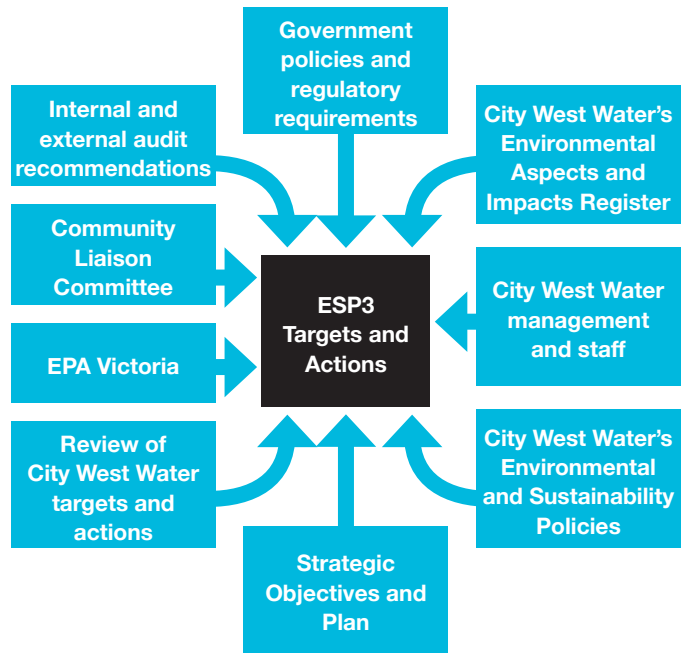 Government
policies and
regulatory
requirements
Internal and
external audit
recommendations
City West Water’s
Environmental
Aspects and
Impacts Register
Community
Liaison
Committee
ESP3
Targets and
Actions
City West Water
management
and staff
EPA Victoria
Review of
City West Water
targets and
actions
City West Water’s
Environmental
and Sustainability
Policies
Strategic
Objectives and
Plan